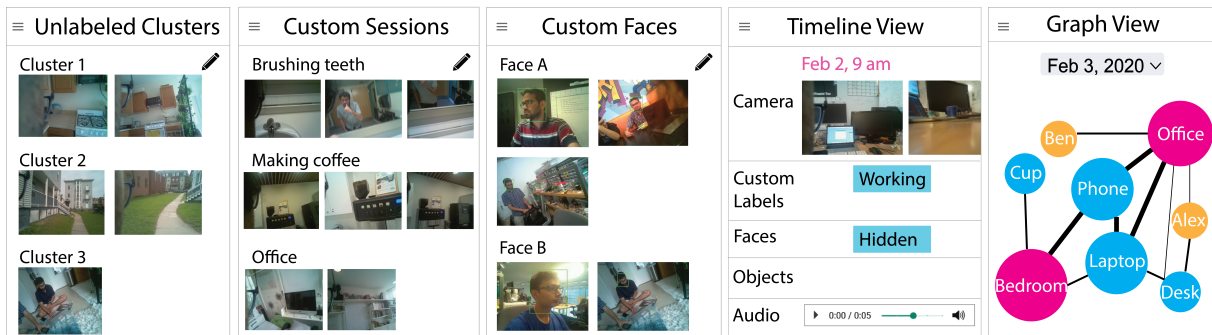 Unlabeled Clusters
Cluster 1
Cluster 2
Cluster 3
Custom Sessions
Brushing teeth
Making coffee
Office
Custom Faces
Face A
Face B
Timeline View
Feb 2, 9 am
Camera
Custom
Labels
Working
Faces
Hidden
Objects
Audio
0:00 / 0:05
Graph View
Feb 3, 2020
Office
Ben
Cup
Phone
Alex
Laptop
Bedroom
Desk